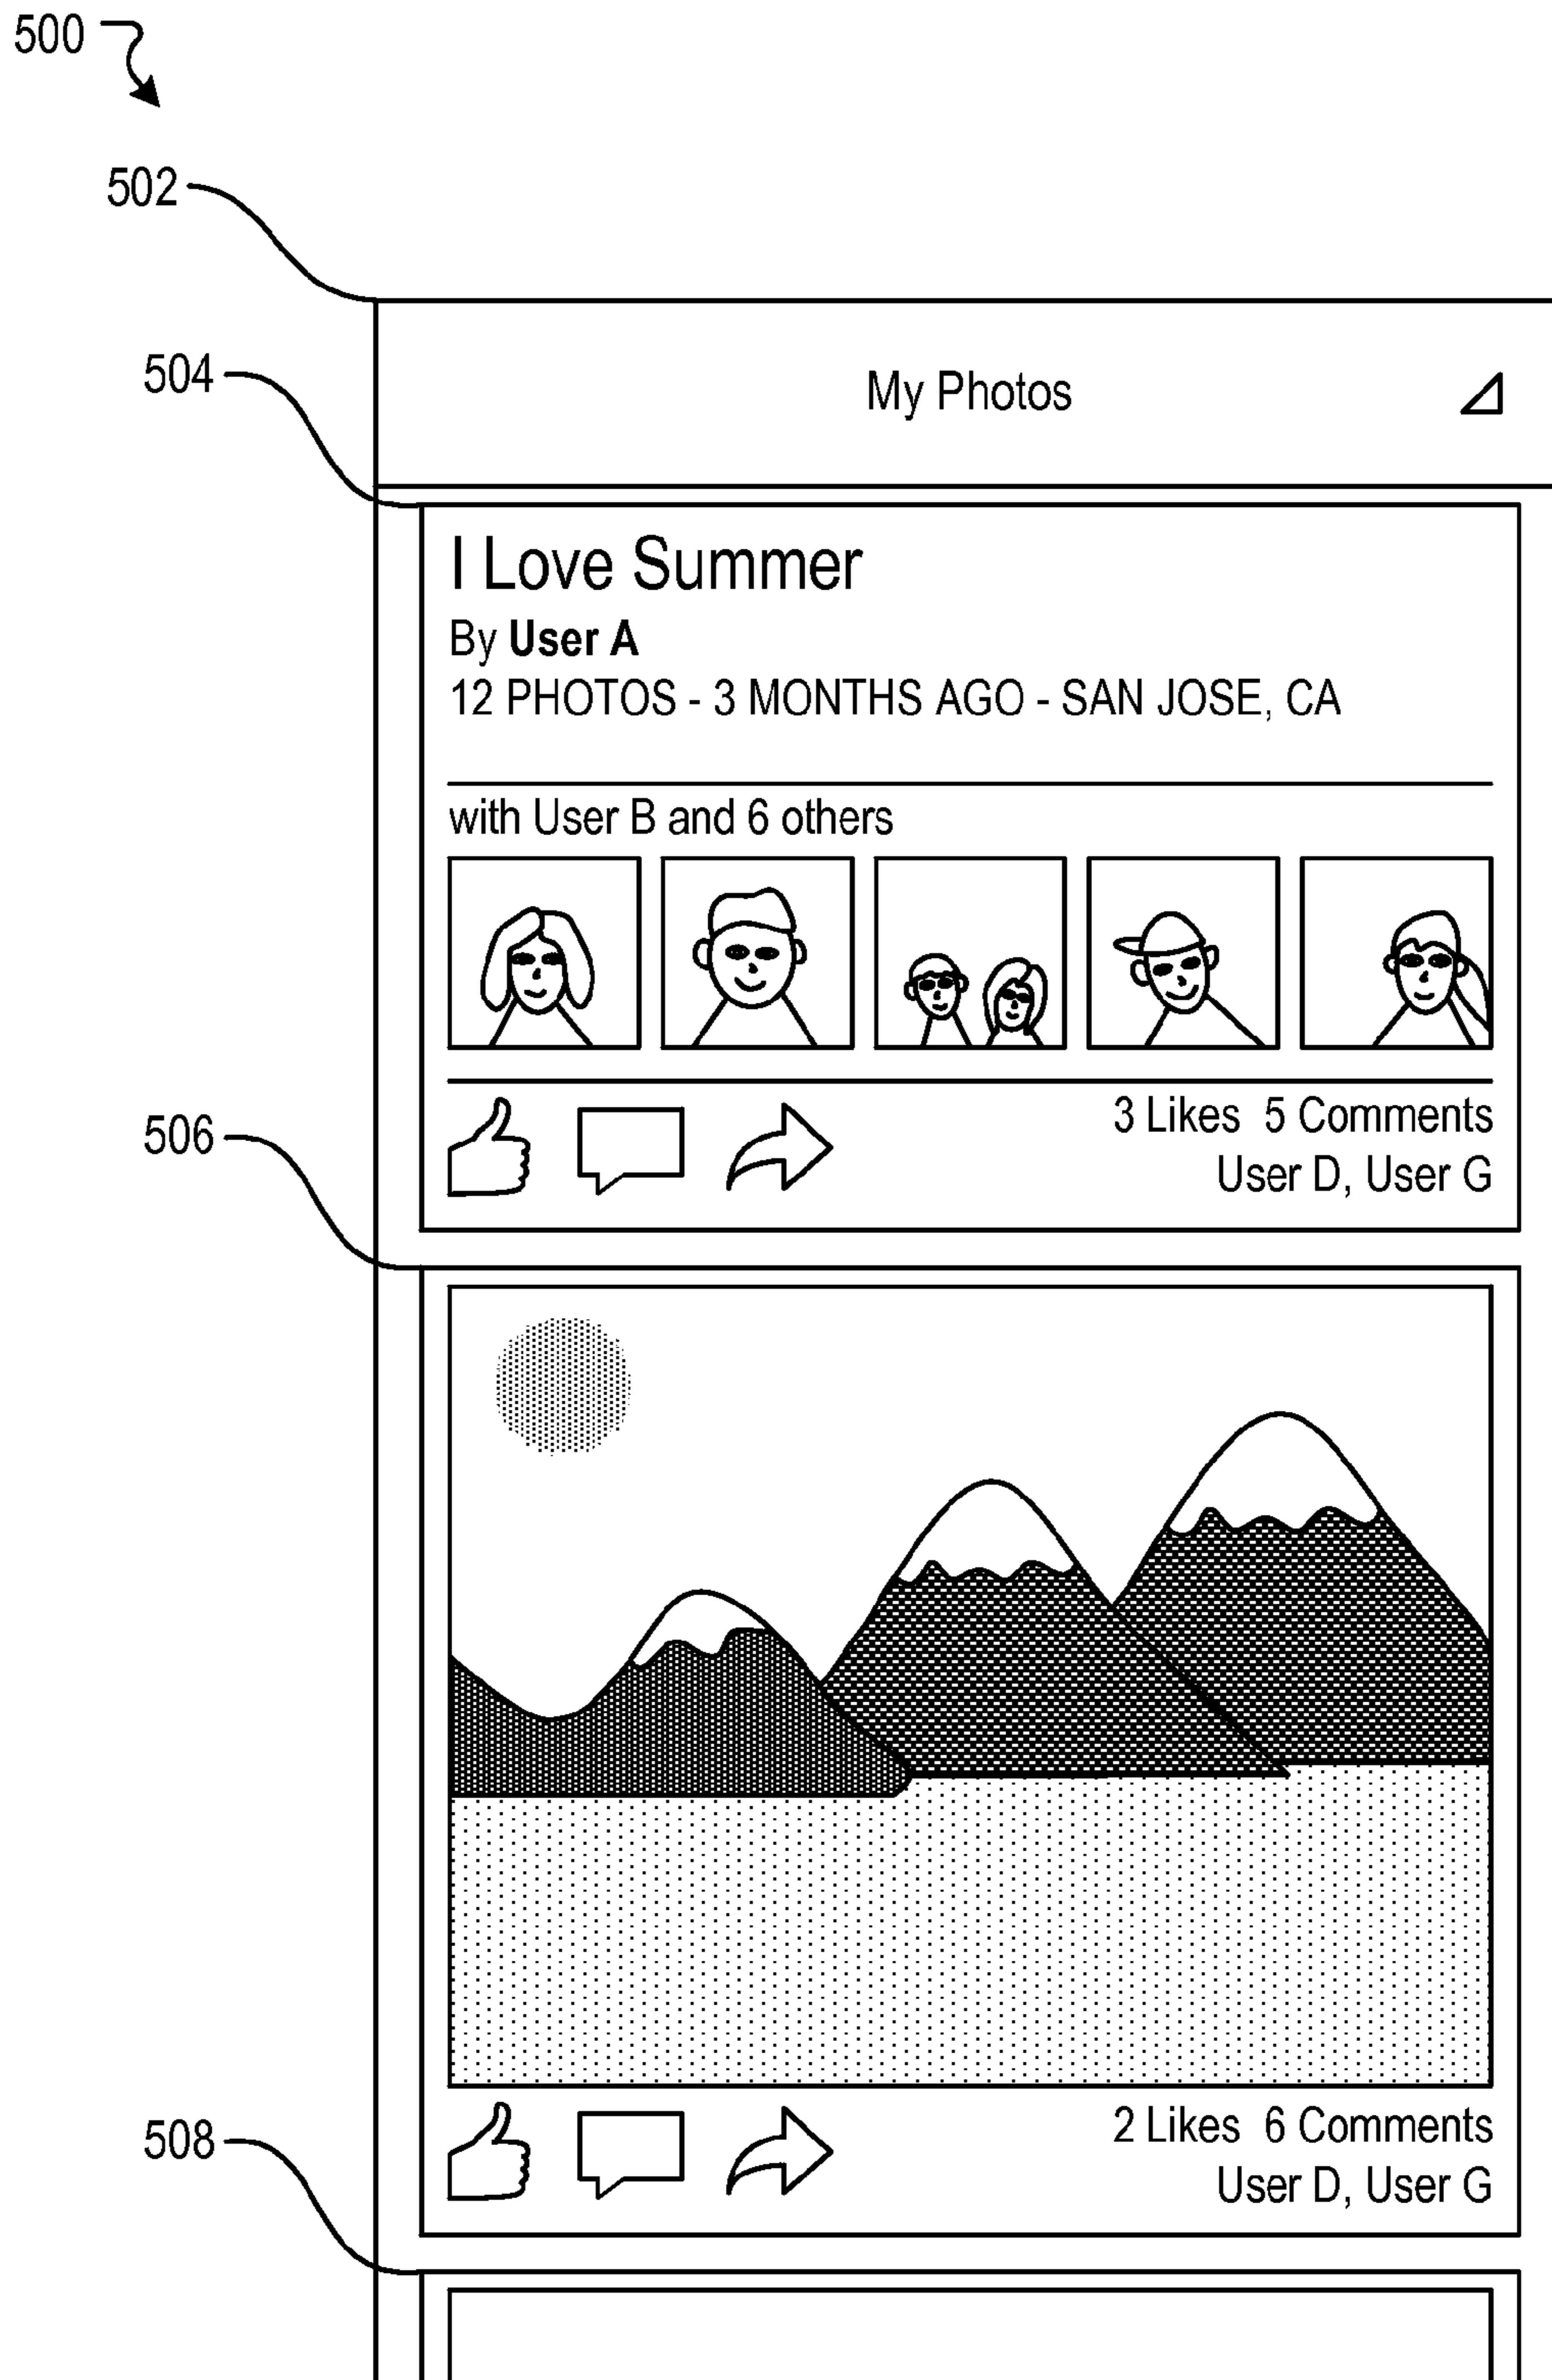 500
502
504
My Photos
I Love Summer
By User A
12 PHOTOS - 3 MONTHS AGO - SAN JOSE, CA
with User B and 6 others
506
3 Likes 5 Comments
User D, User G
508
2 Likes 6 Comments
User D, User G